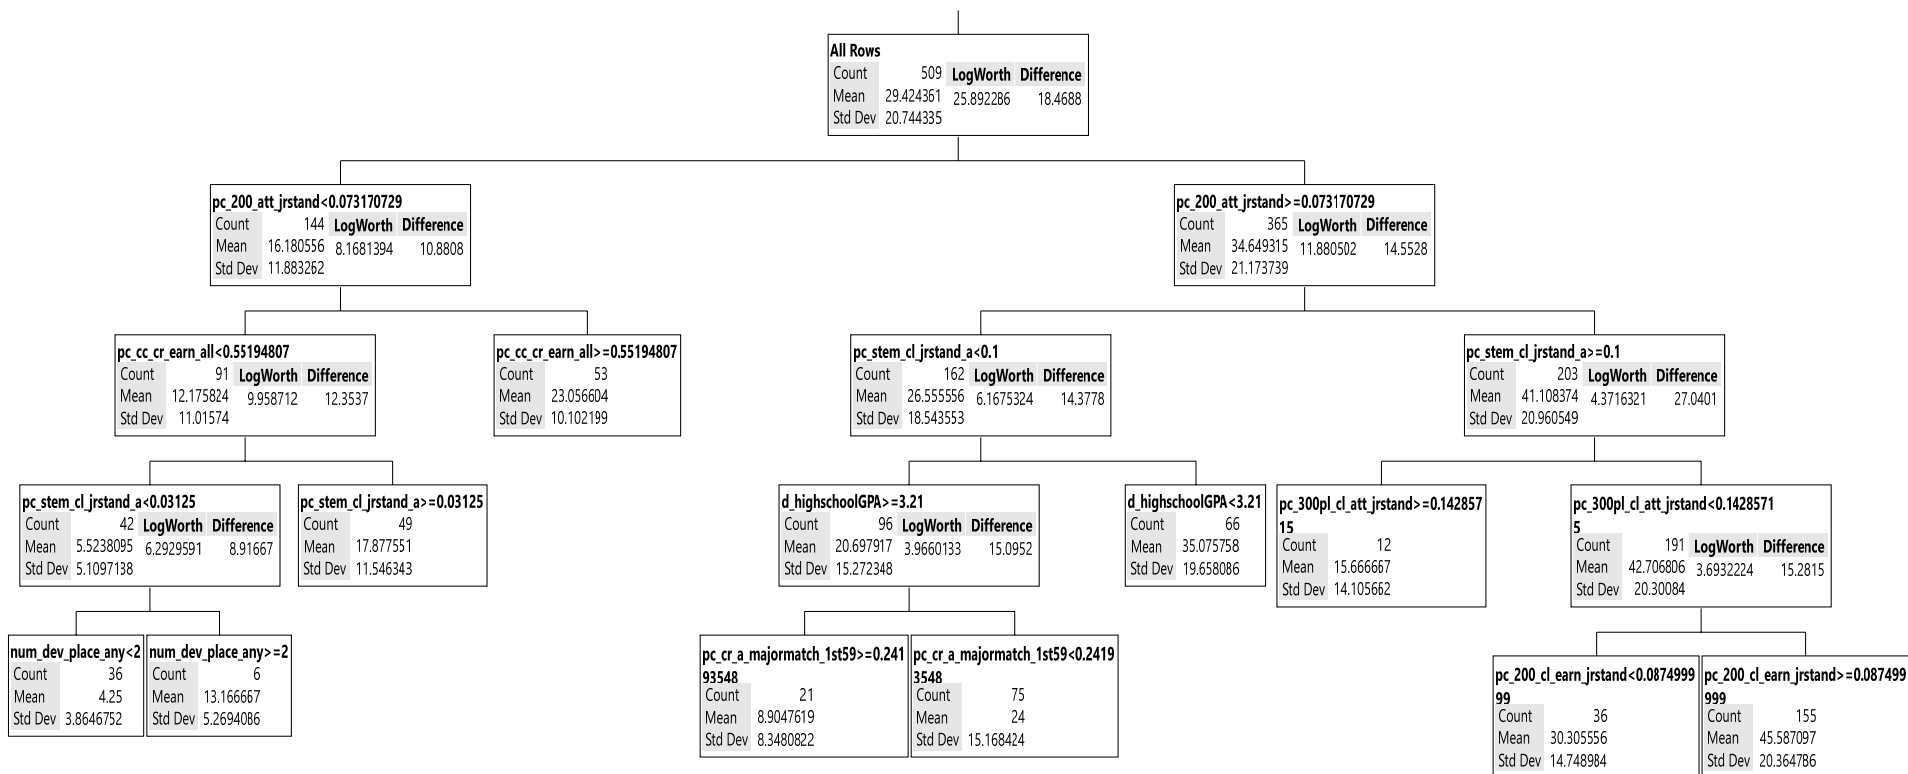 All Rows
Count 509 LogWorth Difference
Mean 29.424361 25.892286 18.4688
Std Dev 20.744335
pc_200_att_jrstand<0.073170729
Count 144 LogWorth Difference
Mean 16.180556 8.1681394 10.8808
Std Dev 11.883262
pc_200_att_jrstand>=0.073170729
Count 365 LogWorth Difference
Mean 34.649315 11.880502 14.5528
Std Dev 21.173739
pc_cc_cr_earn_all<0.55194807
Count 91 LogWorth Difference
Mean 12.175824 9.958712 12.3537
Std Dev 11.01574
pc_cc_cr_earn_all>=0.55194807
Count 53
Mean 23.056604
Std Dev 10.102199
pc_stem_cl_jrstand_a<0.1
Count 162 LogWorth Difference
Mean 26.555556 6.1675324 14.3778
Std Dev 18.543553
pc_stem_cl_jrstand_a>=0.1
Count 203 LogWorth Difference
Mean 41.108374 4.3716321 27.0401
Std Dev 20.960549
pc_stem_cl_jrstand_a<0.03125
Count 42 LogWorth Difference
Mean 5.5238095 6.2929591 8.91667
Std Dev 5.1097138
pc_stem_cl_jrstand_a>=0.03125
Count 49
Mean 17.877551
Std Dev 11.546343
d_highschoolGPA>=3.21
Count 96 LogWorth Difference
Mean 20.697917 3.9660133 15.0952
Std Dev 15.272348
d_highschoolGPA<3.21
Count 66
Mean 35.075758
Std Dev 19.658086
pc_300pl_cl_att_jrstand>=0.142857
15
Count 12
Mean 15.666667
Std Dev 14.105662
pc_300pl_cl_att_jrstand<0.1428571
5
Count 191 LogWorth Difference
Mean 42.706806 3.6932224 15.2815
Std Dev 20.30084
num_dev_place_any<2
Count 36
Mean 4.25
Std Dev 3.8646752
num_dev_place_any>=2
Count 6
Mean 13.166667
Std Dev 5.2694086
pc_cr_a_majormatch_1st59>=0.241
93548
Count 21
Mean 8.9047619
Std Dev 8.3480822
pc_cr_a_majormatch_1st59<0.2419
3548
Count 75
Mean 24
Std Dev 15.168424
pc_200_cl_earn_jrstand<0.0874999
99
Count 36
Mean 30.305556
Std Dev 14.748984
pc_200_cl_earn_jrstand>=0.087499
999
Count 155
Mean 45.587097
Std Dev 20.364786